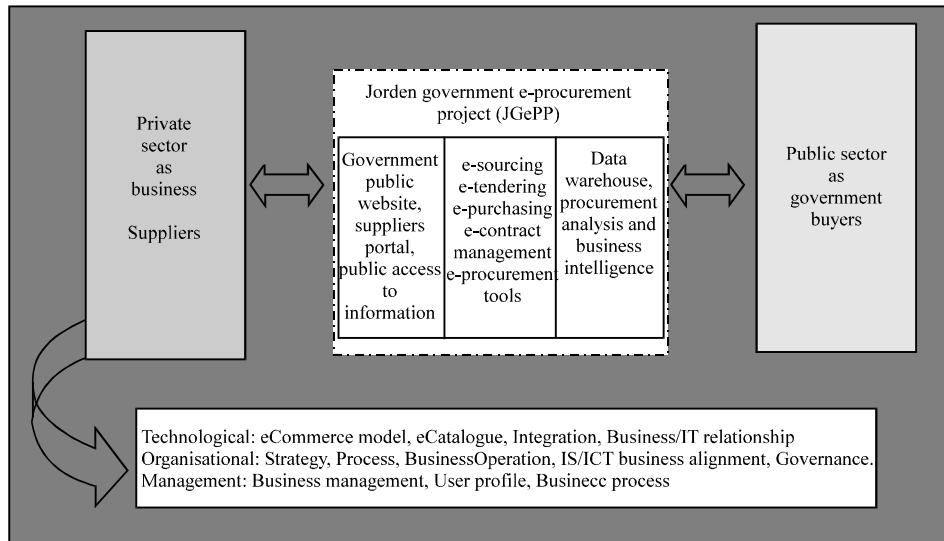 Private
sector
as
business
Suppliers
Jorden government e-procurement
project (JGePP)
Government
public
website,
suppliers
portal,
public access
to
information
e-sourcing
e-tendering
e-purchasing
e-contract
management
e-procurement
tools
Data
warehouse,
procurement
analysis and
business
intelligence
Public sector
as
government
buyers
Technological: eCommerce model, eCatalogue, Integration, Business/IT relationship
Organisational: Strategy, Process, BusinessOperation, IS/ICT business alignment, Governance.
Management: Business management, User profile, Businecc process